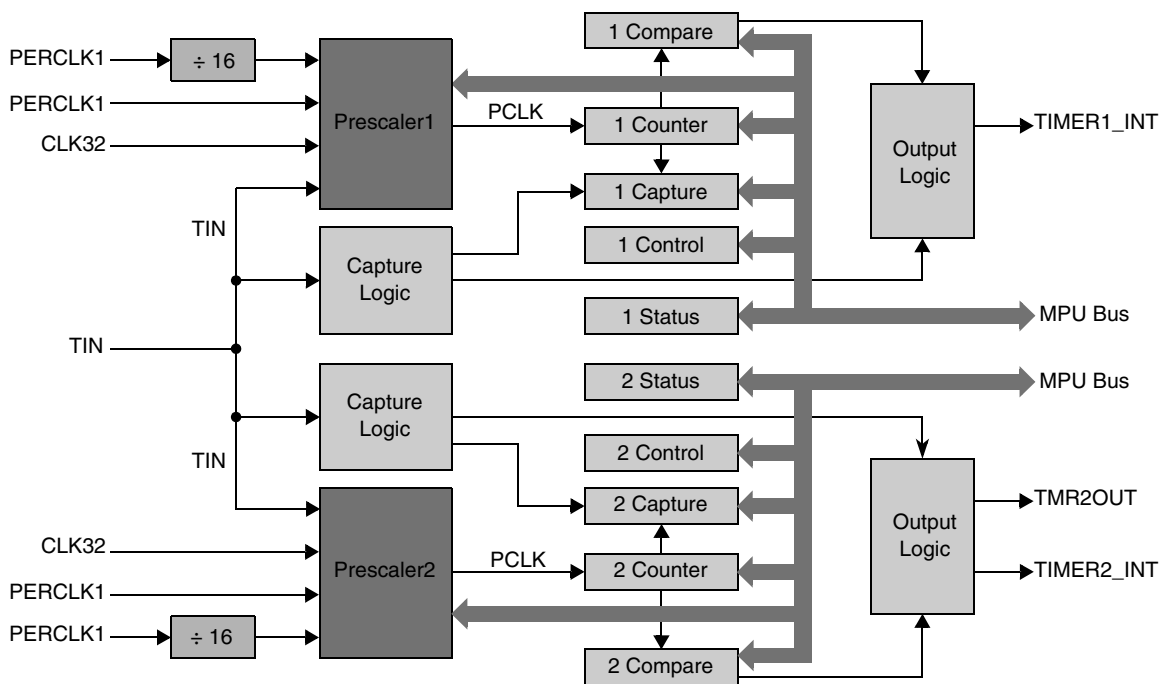 1 Compare
PERCLK1
÷ 16
PERCLK1
Prescaler1
PCLK
1 Counter
TIMER1_INT
CLK32
Output
Logic
1 Capture
TIN
1 Control
Capture
Logic
1 Status
MPU Bus
TIN
2 Status
MPU Bus
Capture
Logic
2 Control
TIN
2 Capture
TMR2OUT
Output
Logic
CLK32
Prescaler2
PCLK
2 Counter
TIMER2_INT
PERCLK1
PERCLK1
÷ 16
2 Compare